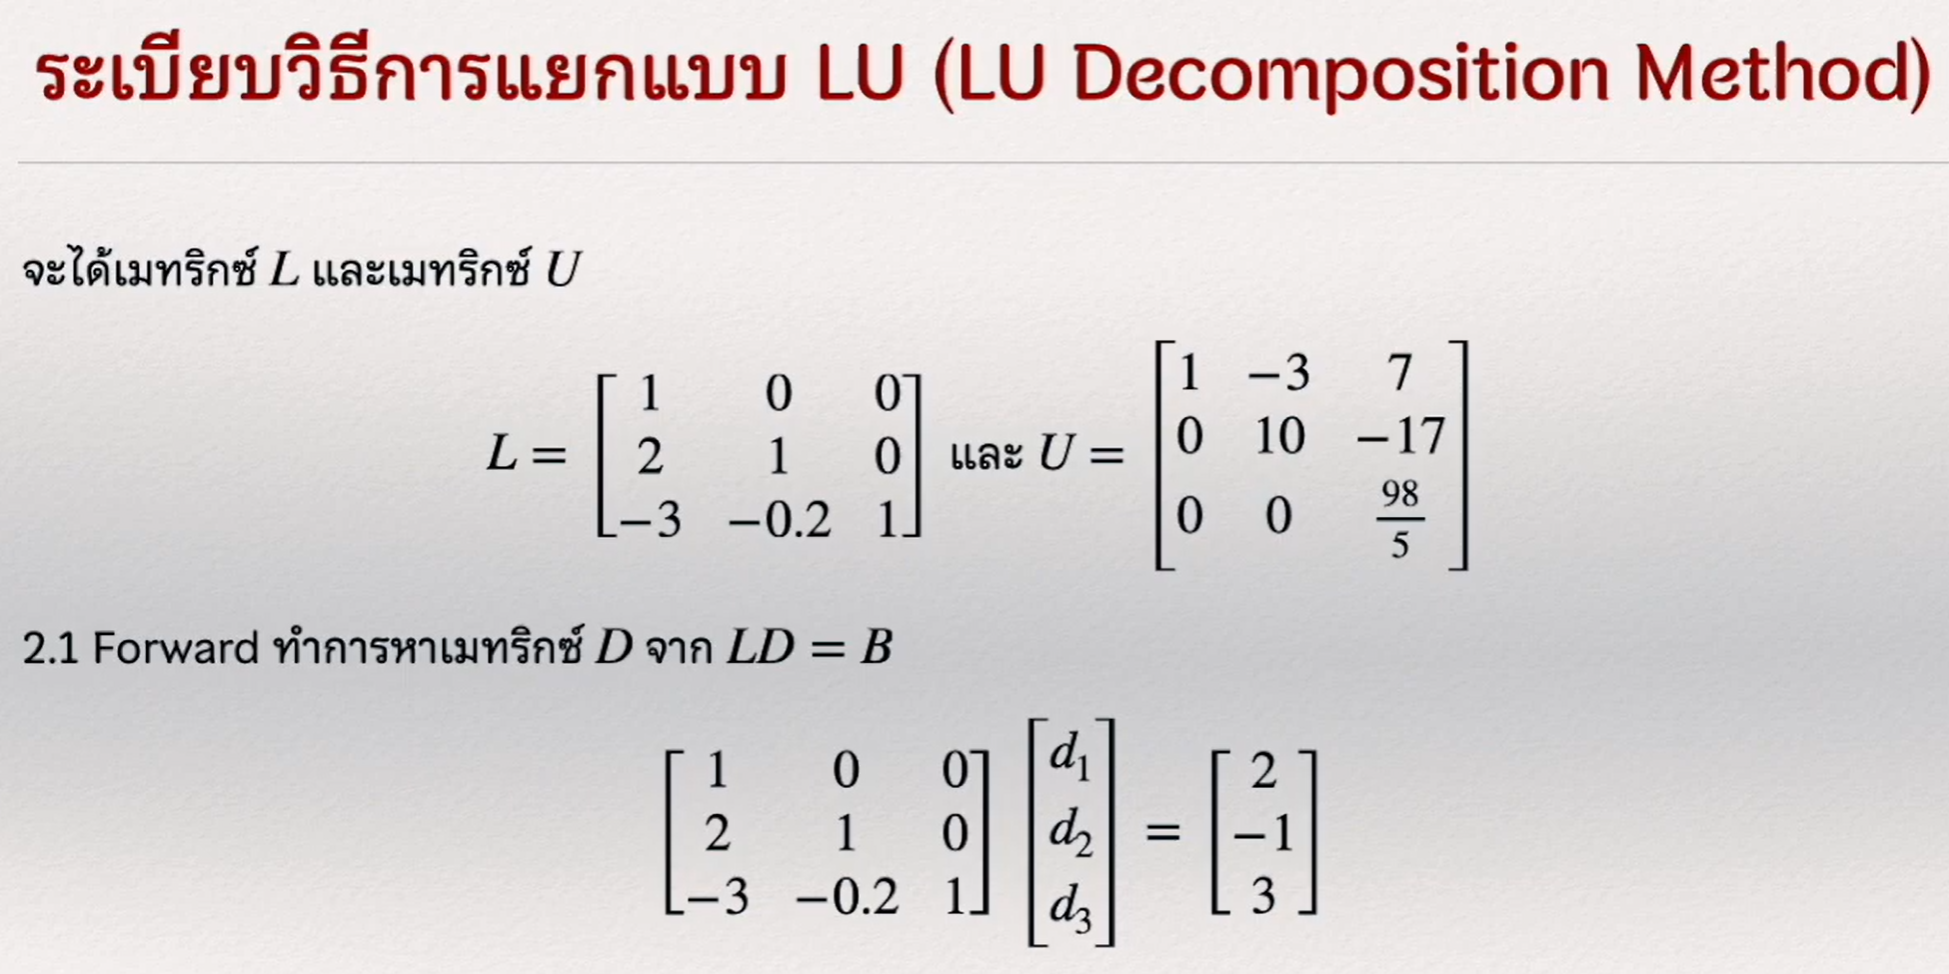 ระเบียบวิธีการแยกแบบ LU (LU Decomposition Method)
จะได้เมทริกซ์ L และเมทริกซ์ U
L = [1 0 0; 2 1 0; −3 −0.2 1] และ U = [1 −3 7; 0 10 −17; 0 0 98/5]
2.1 Forward ทำการหาเมทริกซ์ D จาก LD = B
[1 0 0; 2 1 0; −3 −0.2 1] [d₁; d₂; d₃] = [2; −1; 3]